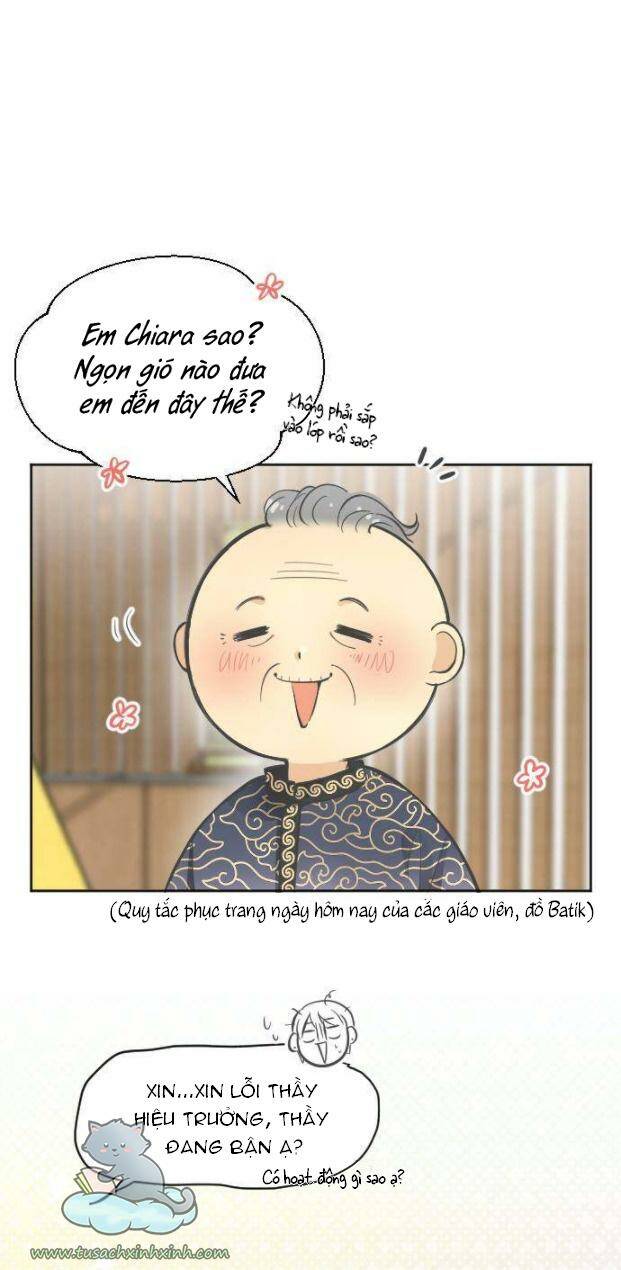 Em Chiara sao?
Ngọn gió nào đưa
em đến đây thế?
Không phải sắp
vào lớp rồi sao?
(Quy tắc phục trang ngày hôm nay của các giáo viên, đồ Batik)
XIN...XIN LỖI THẦY
HIỆU TRƯỞNG, THẦY
ĐANG BẬN Ạ?
Có hoạt động gì sao ạ?
www.tusachxinhxinh.com